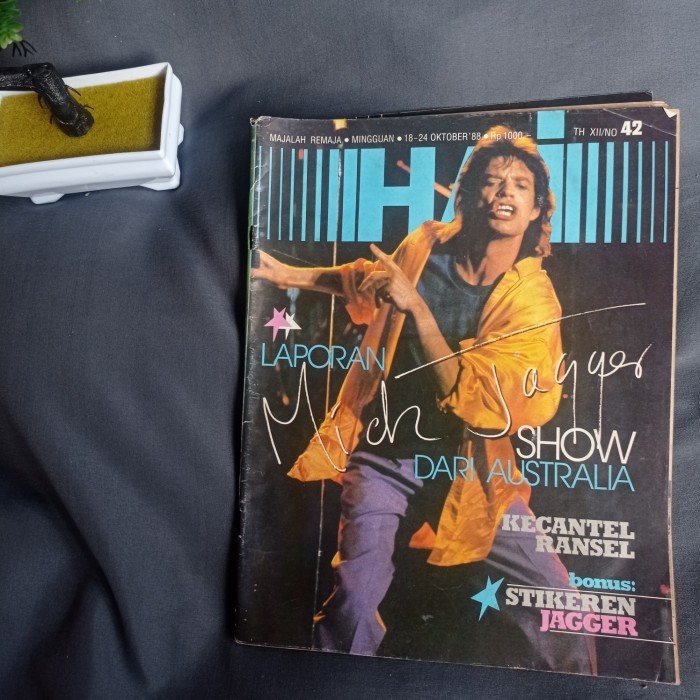 MAJALAH REMAJA • MINGGUAN • 18-24 OKTOBER '88 • Rp 1000,- TH XII/NO 42
HAI
LAPORAN
Mick Jagger
SHOW
DARI AUSTRALIA
KECANTEL
RANSEL
bonus:
STIKEREN
JAGGER